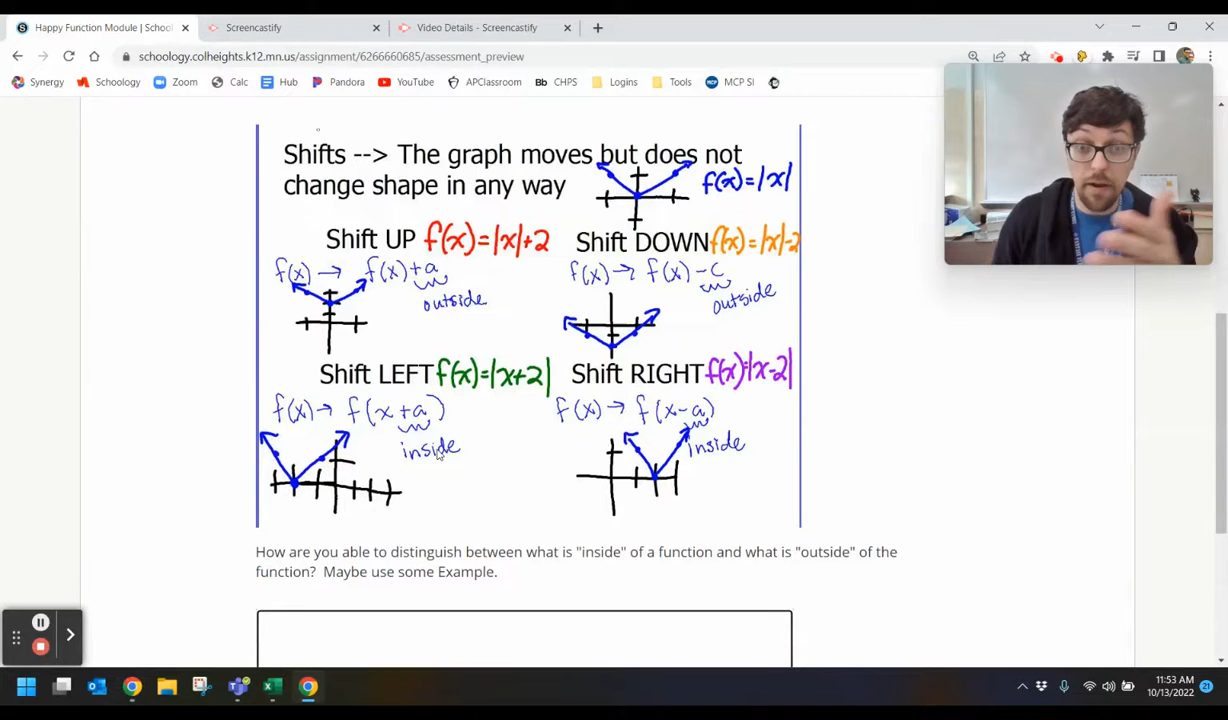 Happy Function Module | School
Screencastify
Video Details - Screencastify
schoology.colheights.k12.mn.us/assignment/6266660685/assessment_preview
Synergy
Schoology
Zoom
Calc
Hub
Pandora
YouTube
APClassroom
Bb CHPS
Logins
Tools
MCP SI
Shifts --> The graph moves but does not
change shape in any way
f(x)=|x|
Shift UP f(x)=|x|+2
Shift DOWN f(x)=|x|-2
f(x) → f(x)+a
outside
f(x) → f(x)-c
outside
Shift LEFT f(x)=|x+2|
Shift RIGHT f(x)=|x-2|
f(x) → f(x+a)
inside
f(x) → f(x-a)
inside
How are you able to distinguish between what is "inside" of a function and what is "outside" of the
function? Maybe use some Example.
11:53 AM
10/13/2022
21